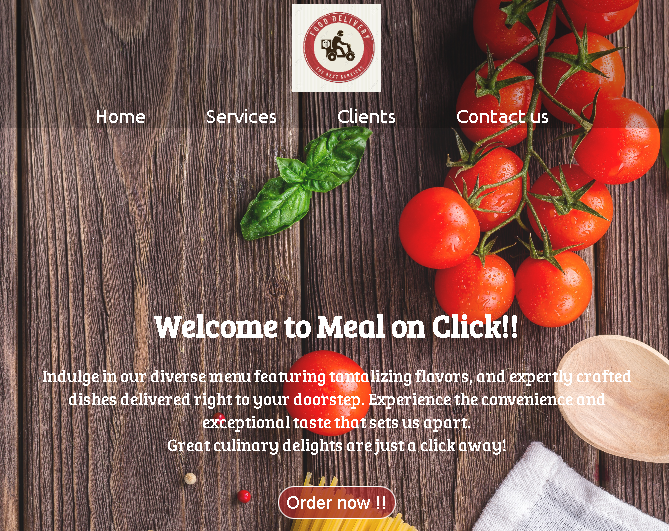 FOOD DELIVERY
THE BEST SERVICES
Home Services Clients Contact us
Welcome to Meal on Click!!
Indulge in our diverse menu featuring tantalizing flavors, and expertly crafted
dishes delivered right to your doorstep. Experience the convenience and
exceptional taste that sets us apart.
Great culinary delights are just a click away!
Order now !!